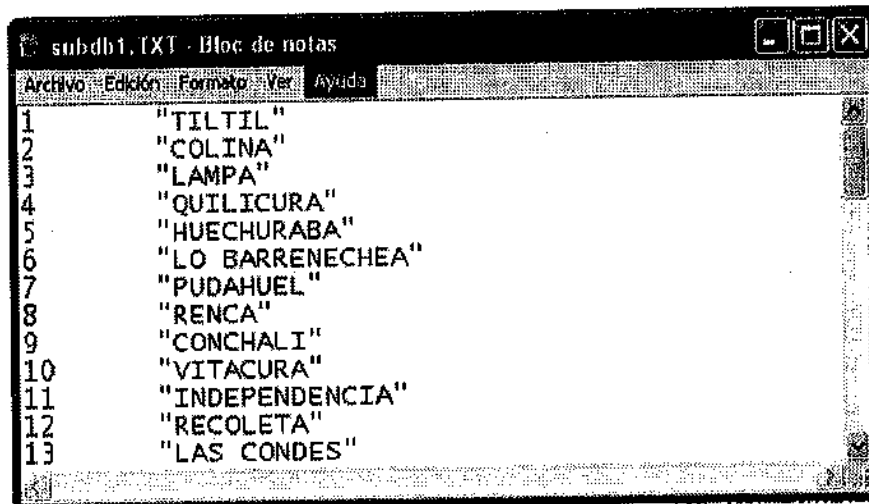 subdb1.TXT - Bloc de notas
Archivo Edición Formato Ver Ayuda
1 "TILTIL"
2 "COLINA"
3 "LAMPA"
4 "QUILICURA"
5 "HUECHURABA"
6 "LO BARRENECHEA"
7 "PUDAHUEL"
8 "RENCA"
9 "CONCHALI"
10 "VITACURA"
11 "INDEPENDENCIA"
12 "RECOLETA"
13 "LAS CONDES"